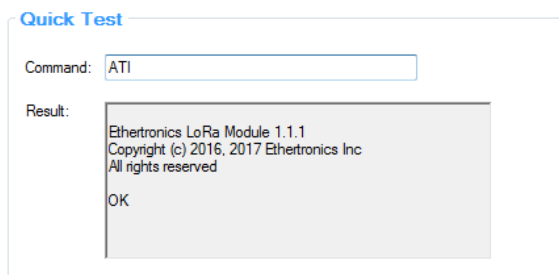 Quick Test
Command: ATI
Result:
Ethertronics LoRa Module 1.1.1
Copyright (c) 2016, 2017 Ethertronics Inc
All rights reserved
OK